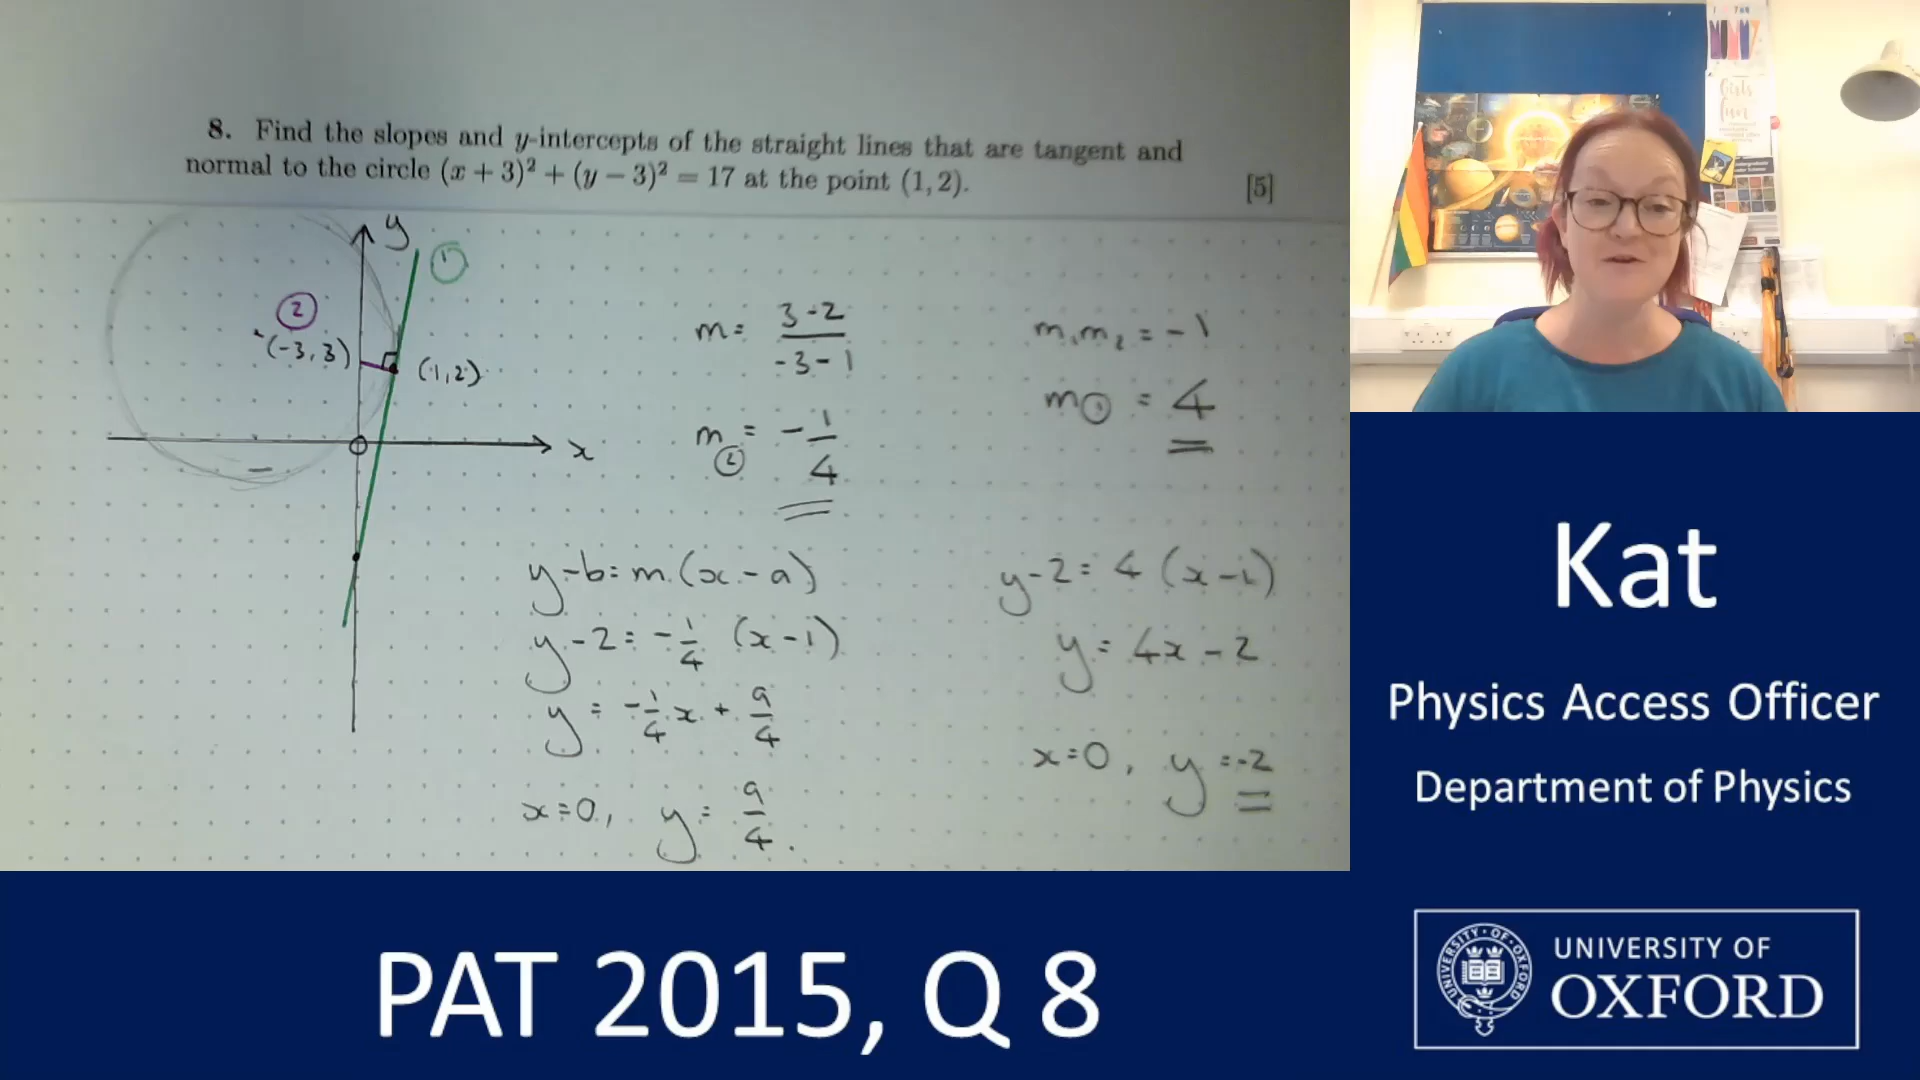 8. Find the slopes and y-intercepts of the straight lines that are tangent and
normal to the circle (x + 3)² + (y − 3)² = 17 at the point (1, 2).
[5]
y
①
②
(-3, 3)
(1, 2)
O
x
m = 3 - 2 / -3 - 1
m② = - 1/4
y - b = m (x - a)
y - 2 = - 1/4 (x - 1)
y = - 1/4 x + 9/4
x = 0, y = 9/4.
m₁m₂ = -1
m① = 4
y - 2 = 4 (x - 1)
y = 4x - 2
x = 0, y = -2
Kat
Physics Access Officer
Department of Physics
PAT 2015, Q 8
UNIVERSITY OF
OXFORD